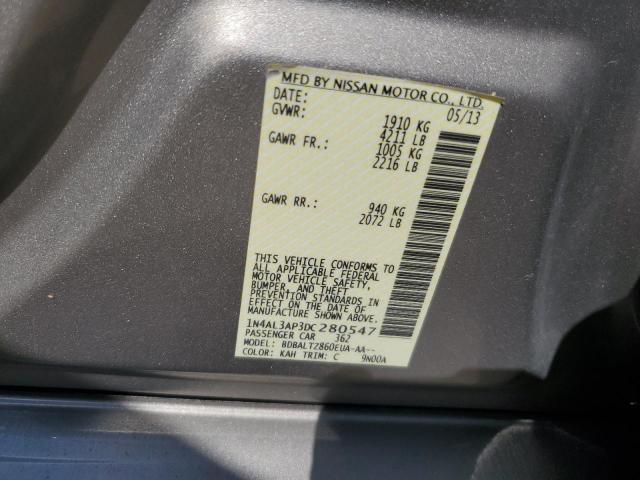 MFD BY NISSAN MOTOR CO., LTD.
DATE: 05/13
GVWR: 1910 KG
4211 LB
GAWR FR.: 1005 KG
2216 LB
GAWR RR.: 940 KG
2072 LB
THIS VEHICLE CONFORMS TO
ALL APPLICABLE FEDERAL
MOTOR VEHICLE SAFETY,
BUMPER, AND THEFT
PREVENTION STANDARDS
IN EFFECT ON THE DATE OF
MANUFACTURE SHOWN ABOVE.
1N4AL3AP3DC280547
PASSENGER CAR 362
MODEL: BDBALT2860EUA-AA--
COLOR: KAH TRIM: C 9N00A